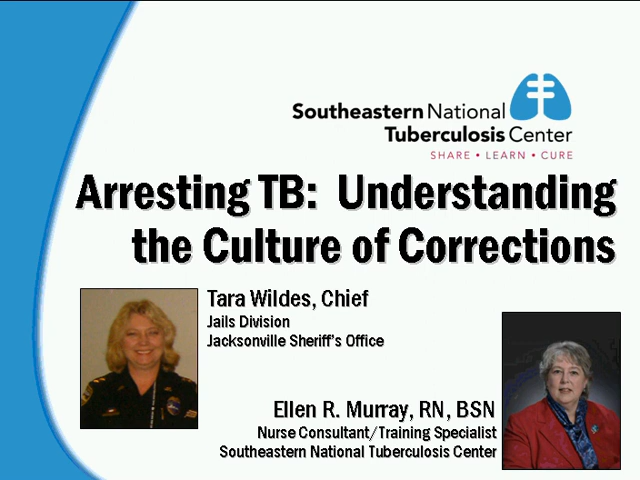 Southeastern National
Tuberculosis Center
SHARE • LEARN • CURE
Arresting TB: Understanding
the Culture of Corrections
Tara Wildes, Chief
Jails Division
Jacksonville Sheriff's Office
Ellen R. Murray, RN, BSN
Nurse Consultant/Training Specialist
Southeastern National Tuberculosis Center